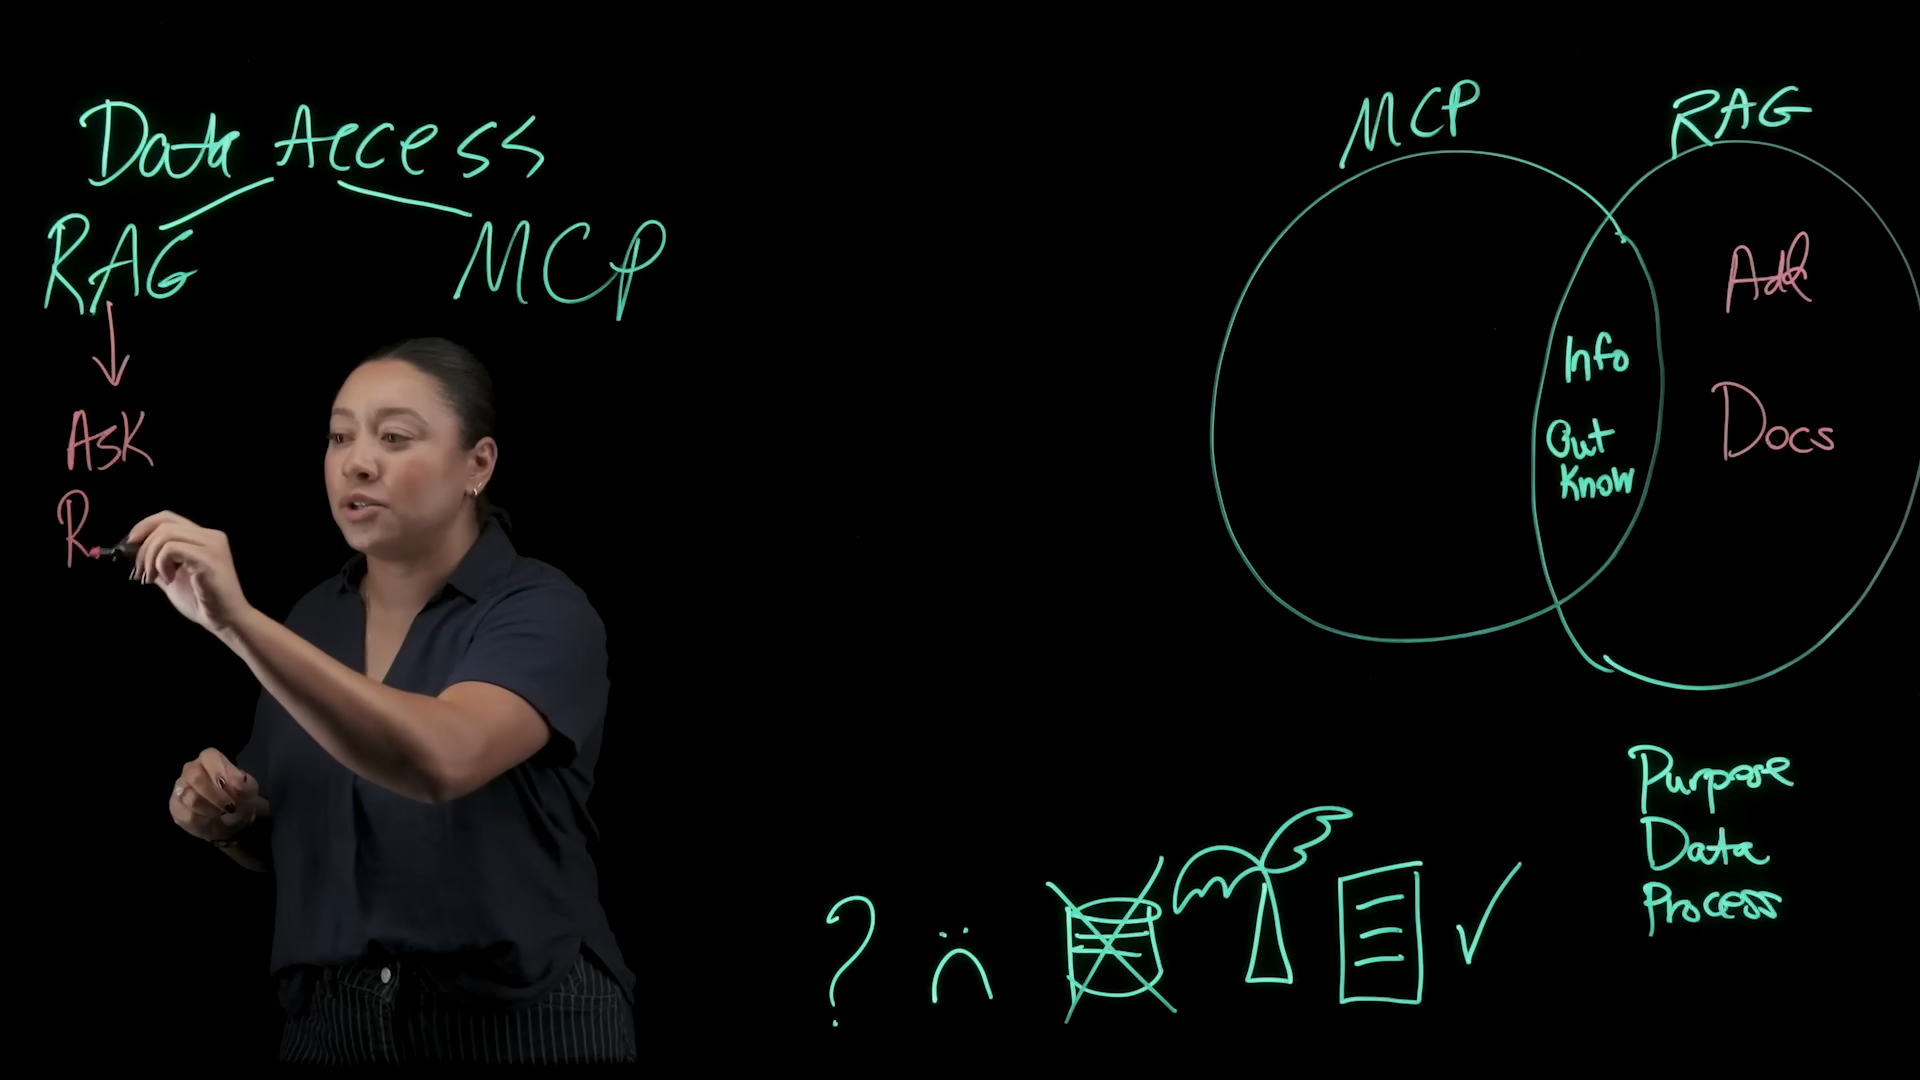 Data Access
RAG MCP
Ask
R
MCP RAG
Info
Out
Know
Add
Docs
Purpose
Data
Process
?